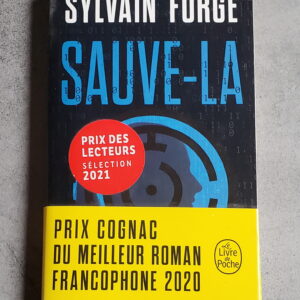 SYLVAIN FORGE
SAUVE-LA
PRIX DES
LECTEURS
SÉLECTION
2021
PRIX COGNAC
DU MEILLEUR ROMAN
FRANCOPHONE 2020
Le
Livre
de
Poche